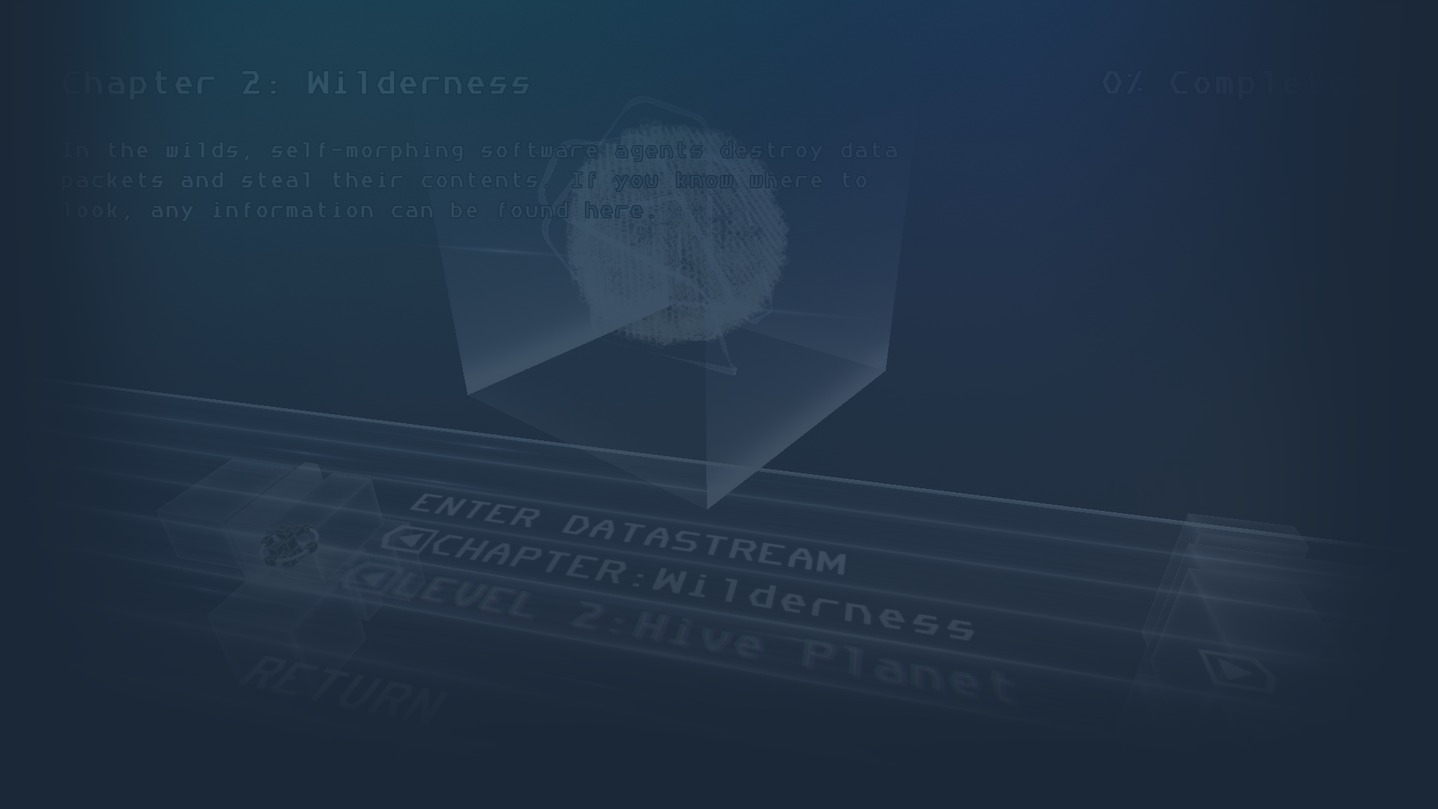 Chapter 2: Wilderness
0% Comple
In the wilds, self-morphing software agents destroy data
packets and steal their contents. If you know where to
look, any information can be found here.
ENTER DATASTREAM
CHAPTER:Wilderness
LEVEL 2:Hive Planet
RETURN